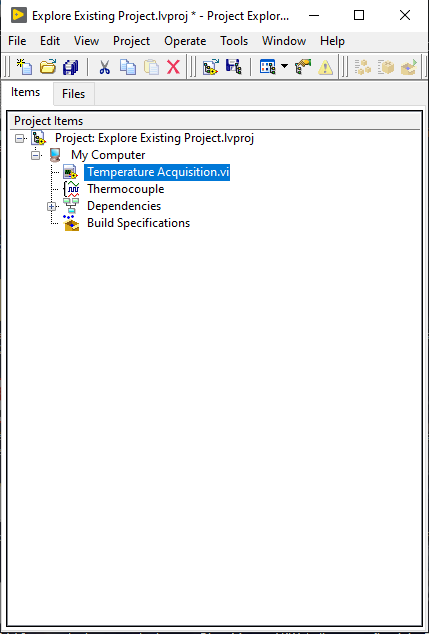 Explore Existing Project.lvproj * - Project Explor...
File Edit View Project Operate Tools Window Help
Items Files
Project Items
Project: Explore Existing Project.lvproj
My Computer
Temperature Acquisition.vi
Thermocouple
Dependencies
Build Specifications